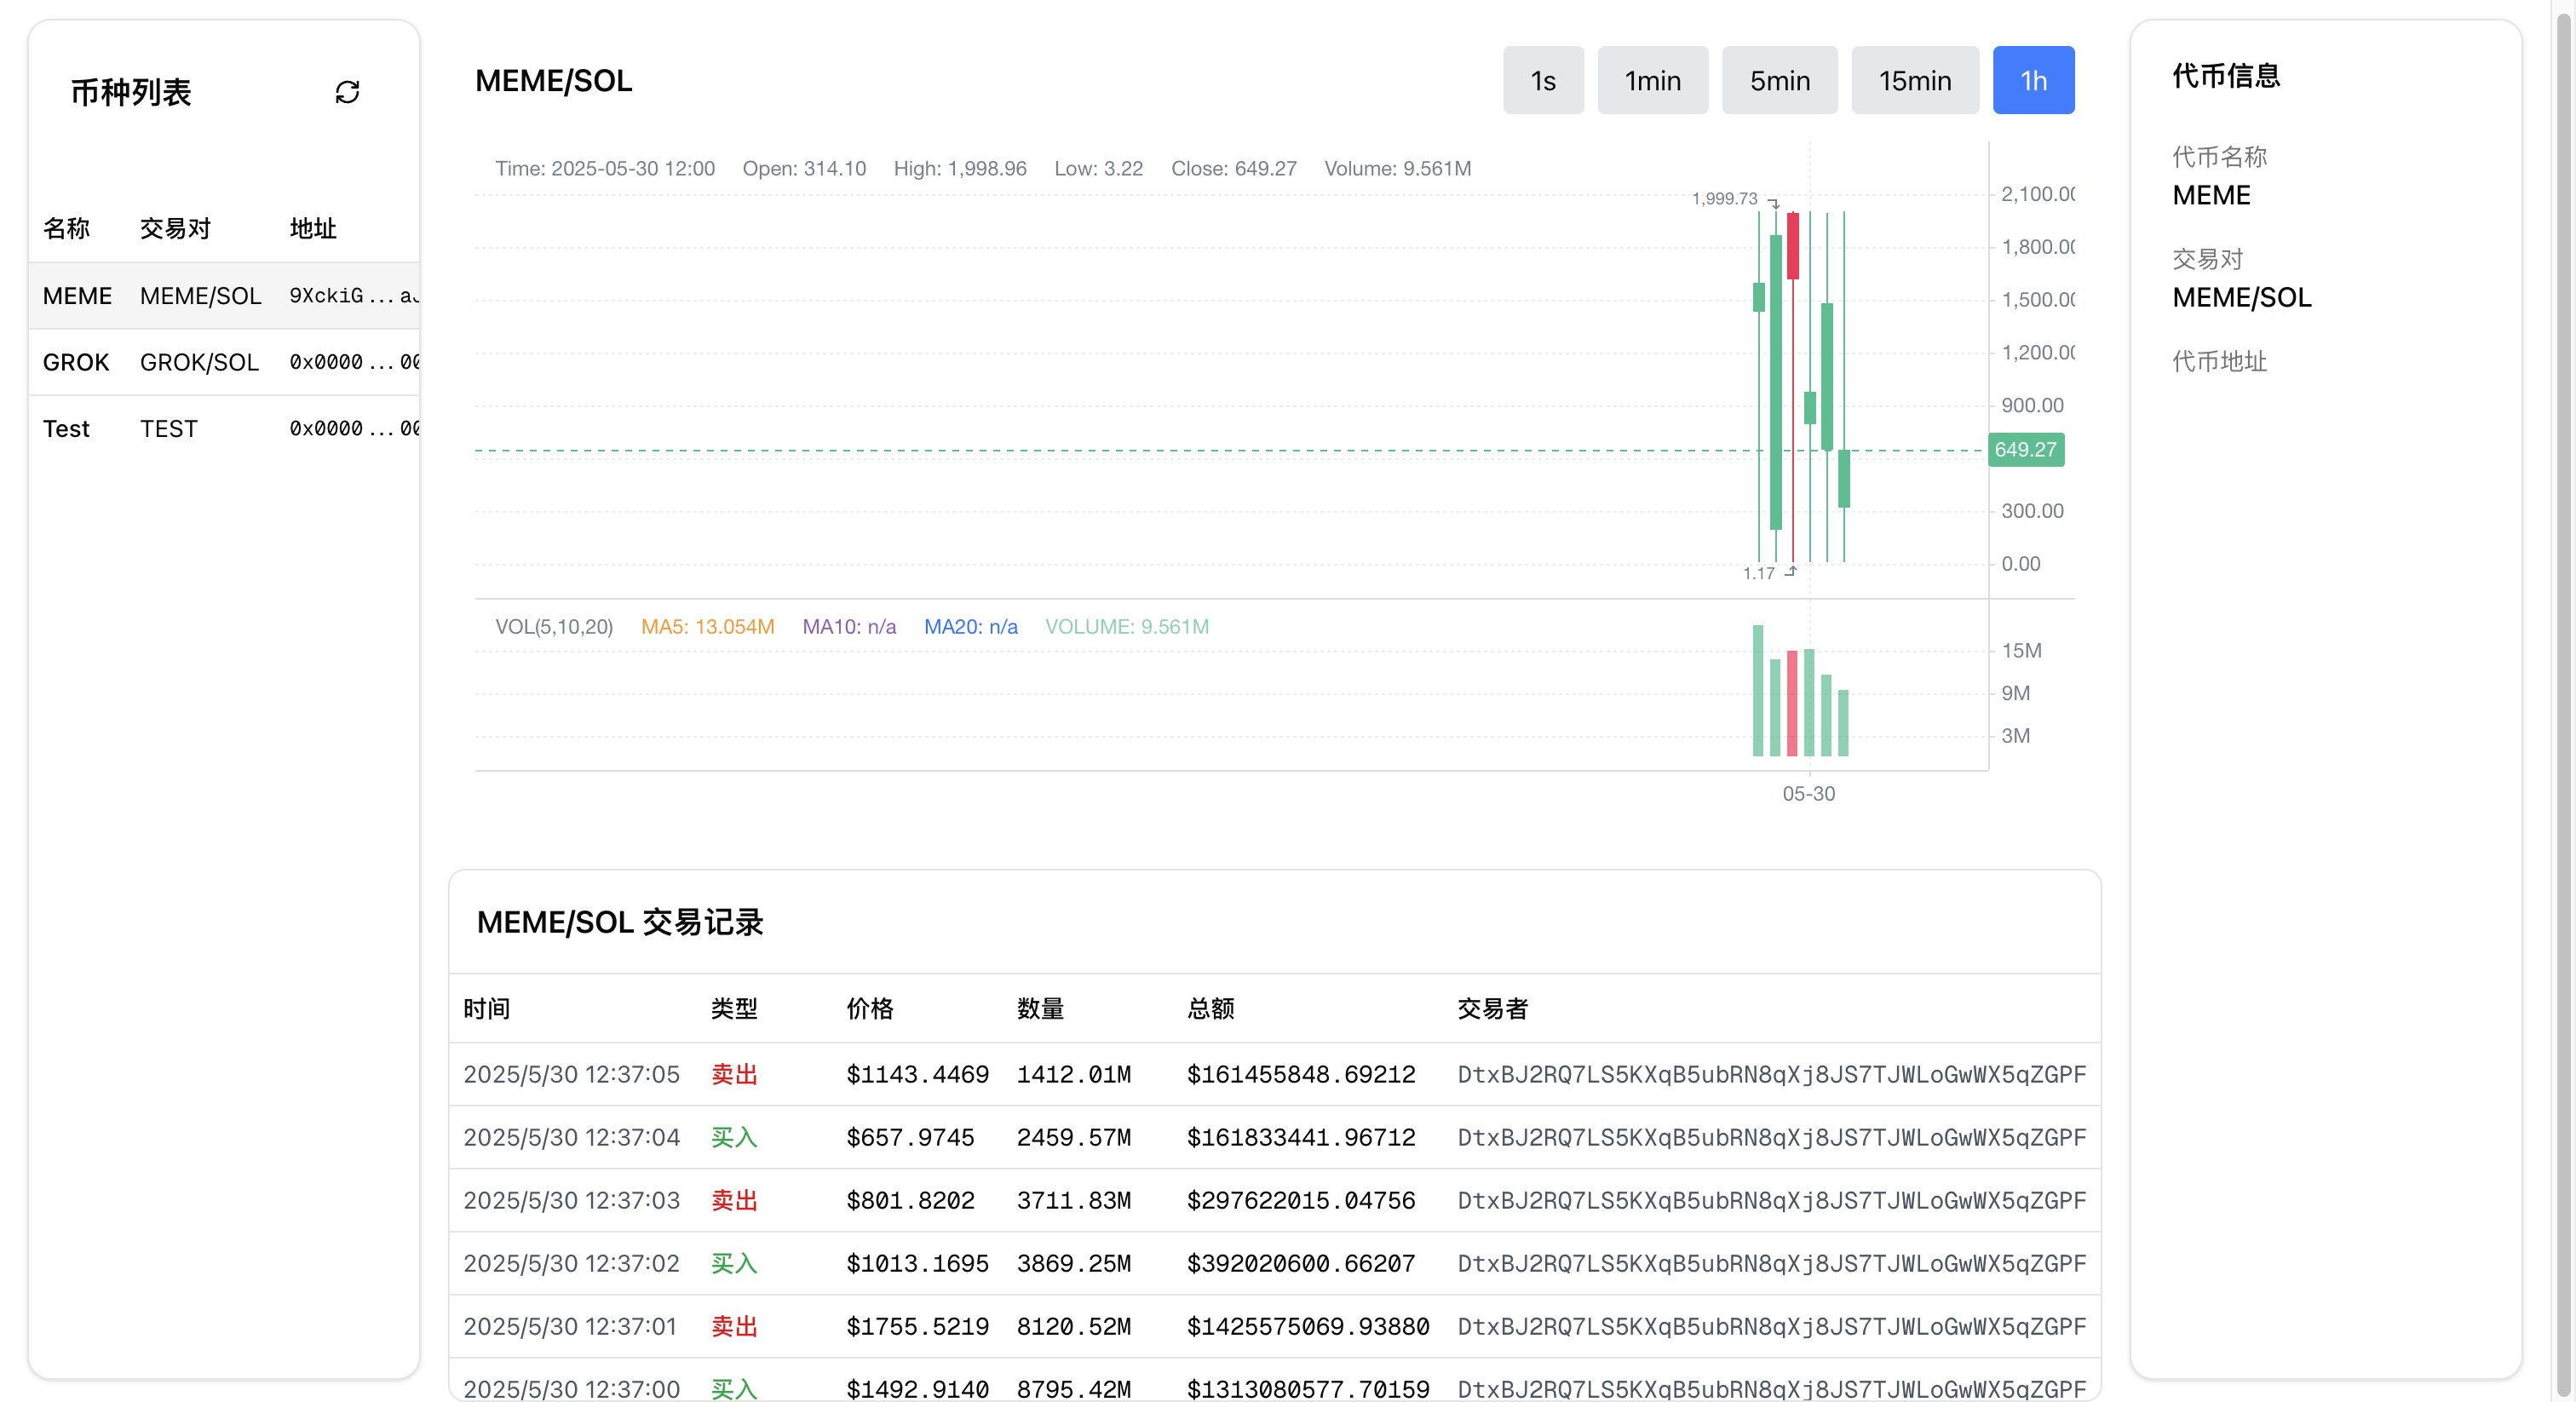 币种列表
名称 交易对 地址
MEME MEME/SOL 9XckiG...a
GROK GROK/SOL 0x0000...00
Test TEST 0x0000...00
MEME/SOL
1s 1min 5min 15min 1h
Time: 2025-05-30 12:00 Open: 314.10 High: 1,998.96 Low: 3.22 Close: 649.27 Volume: 9.561M
1,999.73
2,100.00
1,800.00
1,500.00
1,200.00
900.00
649.27
300.00
0.00
1.17
VOL(5,10,20) MA5: 13.054M MA10: n/a MA20: n/a VOLUME: 9.561M
15M
9M
3M
05-30
MEME/SOL 交易记录
时间 类型 价格 数量 总额 交易者
2025/5/30 12:37:05 卖出 $1143.4469 1412.01M $161455848.69212 DtxBJ2RQ7LS5KXqB5ubRN8qXj8JS7TJWLoGwWX5qZGPF
2025/5/30 12:37:04 买入 $657.9745 2459.57M $161833441.96712 DtxBJ2RQ7LS5KXqB5ubRN8qXj8JS7TJWLoGwWX5qZGPF
2025/5/30 12:37:03 卖出 $801.8202 3711.83M $297622015.04756 DtxBJ2RQ7LS5KXqB5ubRN8qXj8JS7TJWLoGwWX5qZGPF
2025/5/30 12:37:02 买入 $1013.1695 3869.25M $392020600.66207 DtxBJ2RQ7LS5KXqB5ubRN8qXj8JS7TJWLoGwWX5qZGPF
2025/5/30 12:37:01 卖出 $1755.5219 8120.52M $1425575069.93880 DtxBJ2RQ7LS5KXqB5ubRN8qXj8JS7TJWLoGwWX5qZGPF
2025/5/30 12:37:00 买入 $1492.9140 8795.42M $1313080577.70159 DtxBJ2RQ7LS5KXqB5ubRN8qXj8JS7TJWLoGwWX5qZGPF
代币信息
代币名称
MEME
交易对
MEME/SOL
代币地址